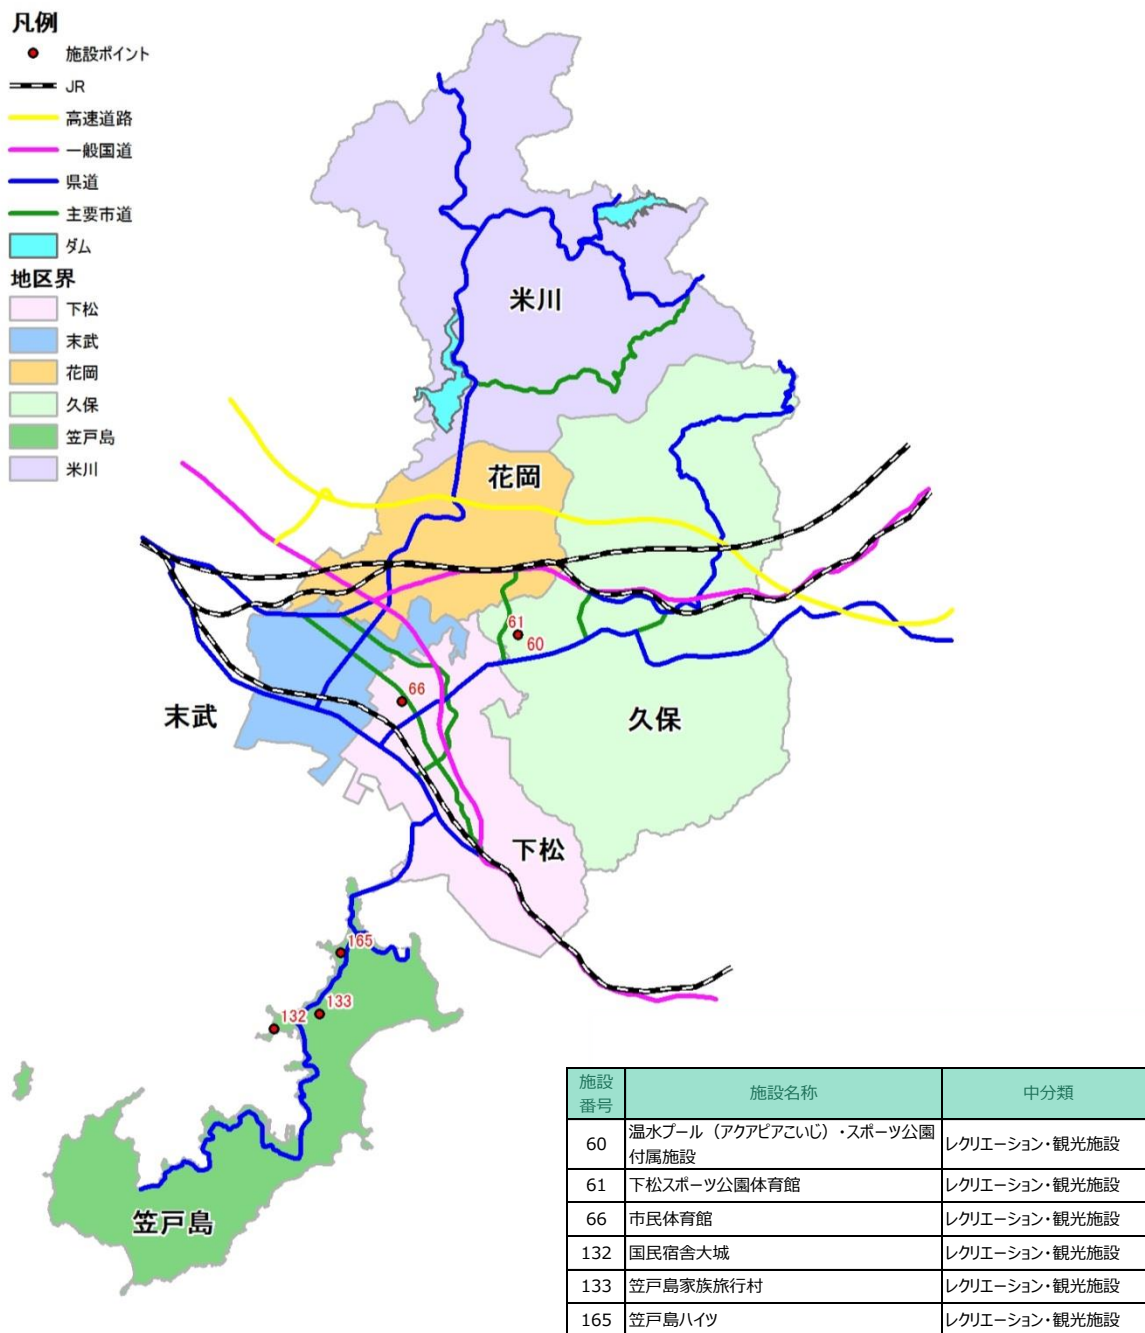 凡例
施設ポイント
JR
高速道路
一般国道
県道
主要市道
ダム
地区界
下松
末武
花岡
久保
笠戸島
米川
米川
花岡
61
60
66
末武
久保
下松
165
133
132
笠戸島
施設番号 施設名称 中分類
60 温水プール（アクアピアこいじ）・スポーツ公園付属施設 レクリエーション・観光施設
61 下松スポーツ公園体育館 レクリエーション・観光施設
66 市民体育館 レクリエーション・観光施設
132 国民宿舎大城 レクリエーション・観光施設
133 笠戸島家族旅行村 レクリエーション・観光施設
165 笠戸島ハイツ レクリエーション・観光施設